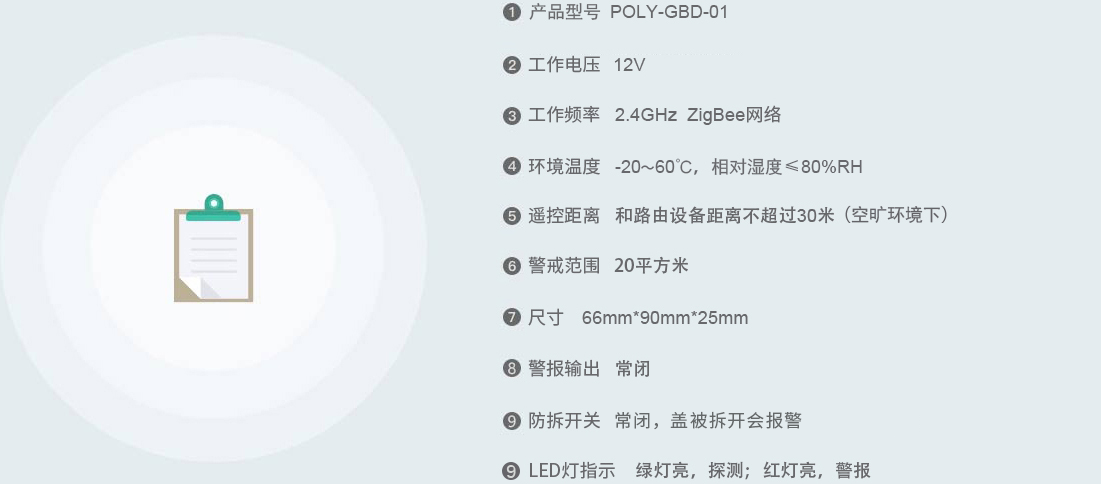 ❶ 产品型号 POLY-GBD-01
❷ 工作电压 12V
❸ 工作频率 2.4GHz ZigBee网络
❹ 环境温度 -20~60℃，相对湿度≤80%RH
❺ 遥控距离 和路由设备距离不超过30米（空旷环境下）
❻ 警戒范围 20平方米
❼ 尺寸 66mm*90mm*25mm
❽ 警报输出 常闭
❾ 防拆开关 常闭，盖被拆开会报警
❾ LED灯指示 绿灯亮，探测；红灯亮，警报